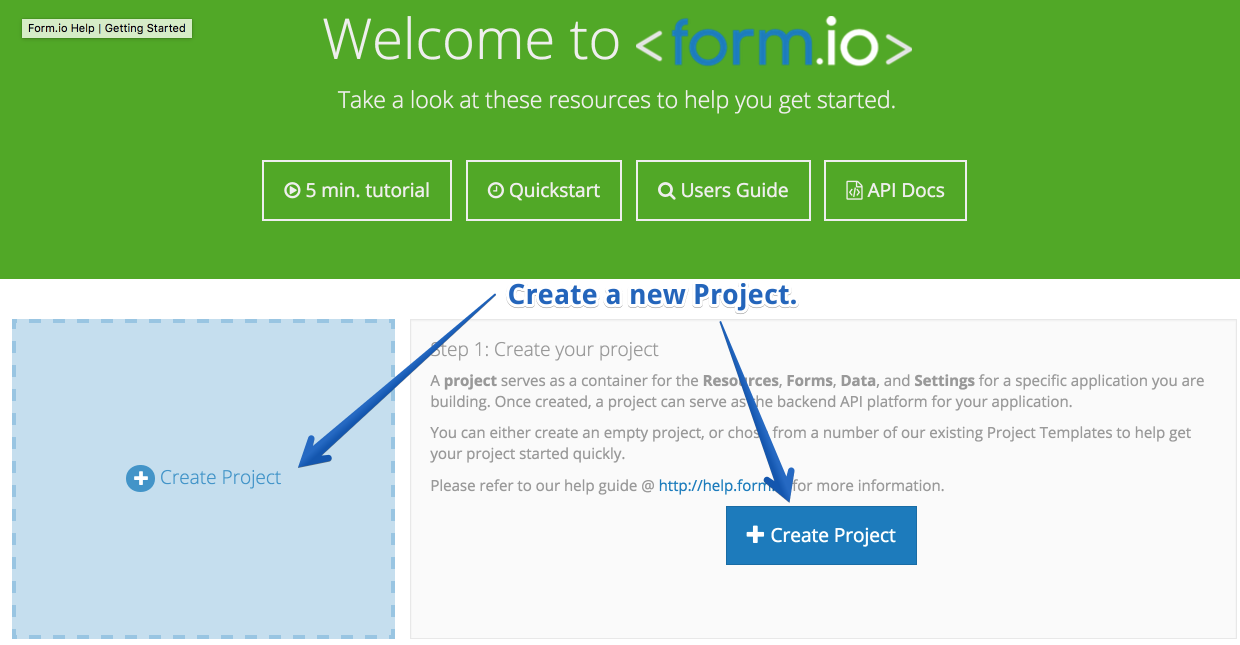 Form.io Help | Getting Started
Welcome to <form.io>
Take a look at these resources to help you get started.
5 min. tutorial
Quickstart
Users Guide
API Docs
Create a new Project.
Create Project
Step 1: Create your project
A project serves as a container for the Resources, Forms, Data, and Settings for a specific application you are
building. Once created, a project can serve as the backend API platform for your application.
You can either create an empty project, or chose from a number of our existing Project Templates to help get
your project started quickly.
Please refer to our help guide @ http://help.form. for more information.
Create Project